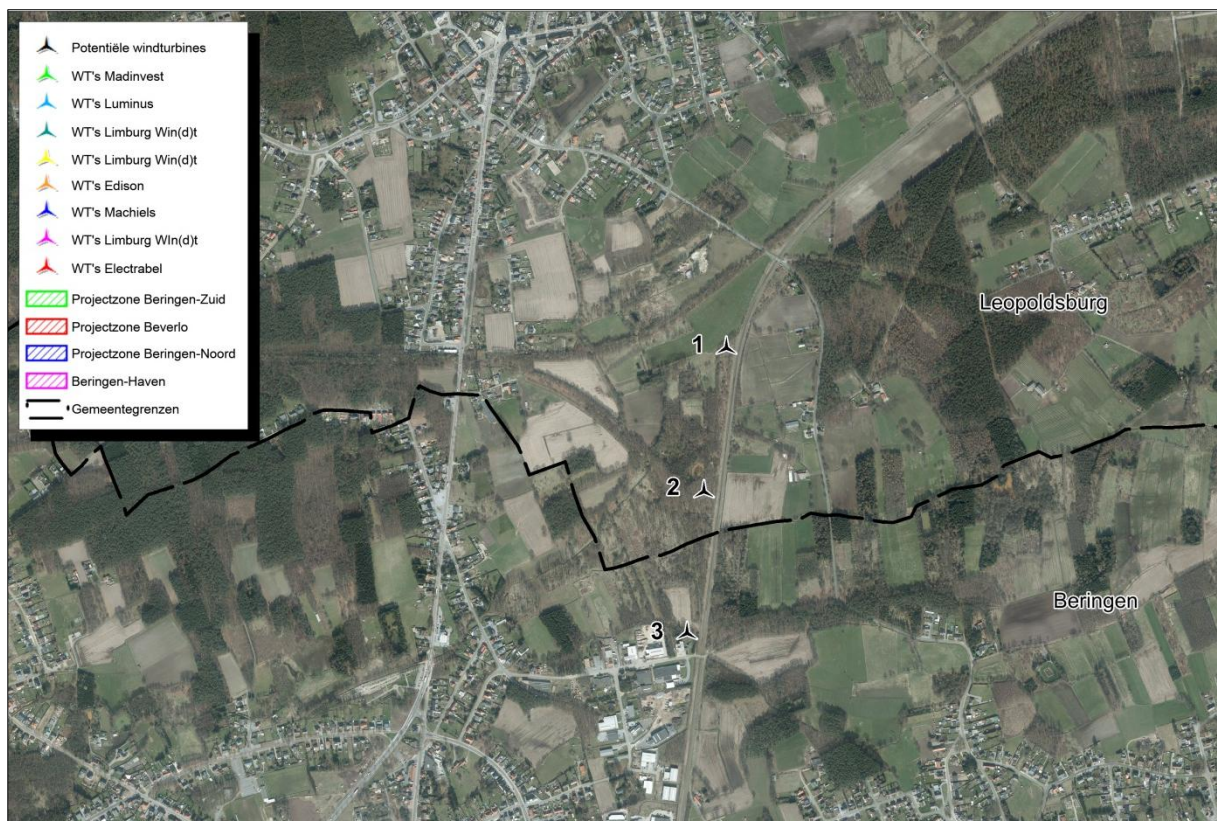 Potentiële windturbines
WT's Madinvest
WT's Luminus
WT's Limburg Win(d)t
WT's Limburg Win(d)t
WT's Edison
WT's Machiels
WT's Limburg WIn(d)t
WT's Electrabel
Projectzone Beringen-Zuid
Projectzone Beverlo
Projectzone Beringen-Noord
Beringen-Haven
Gemeentegrenzen
Leopoldsburg
1
2
Beringen
3